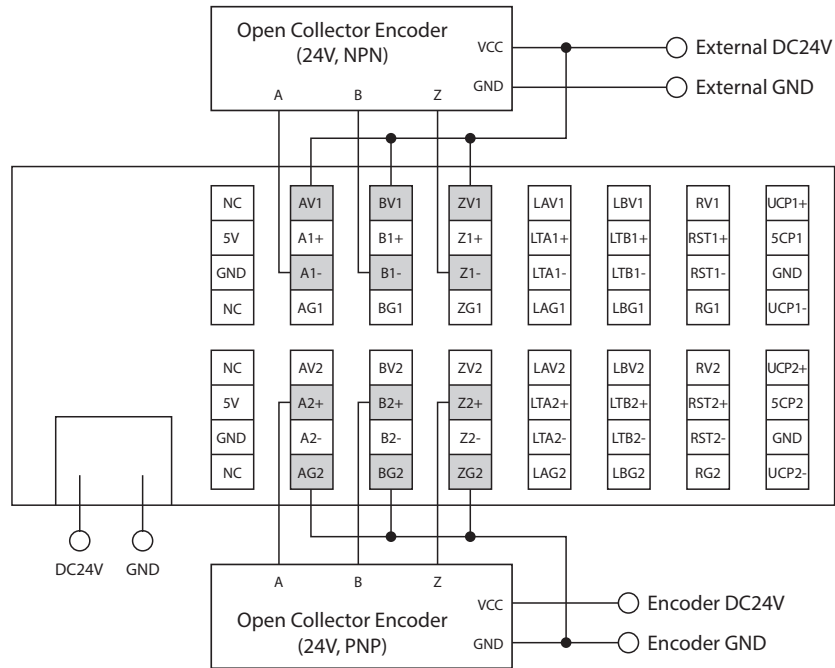 Open Collector Encoder
(24V, NPN)
VCC
External DC24V
GND
External GND
A B Z
NC AV1 BV1 ZV1 LAV1 LBV1 RV1 UCP1+
5V A1+ B1+ Z1+ LTA1+ LTB1+ RST1+ 5CP1
GND A1- B1- Z1- LTA1- LTB1- RST1- GND
NC AG1 BG1 ZG1 LAG1 LBG1 RG1 UCP1-
NC AV2 BV2 ZV2 LAV2 LBV2 RV2 UCP2+
5V A2+ B2+ Z2+ LTA2+ LTB2+ RST2+ 5CP2
GND A2- B2- Z2- LTA2- LTB2- RST2- GND
NC AG2 BG2 ZG2 LAG2 LBG2 RG2 UCP2-
DC24V GND
A B Z
VCC
Encoder DC24V
Open Collector Encoder
(24V, PNP)
GND
Encoder GND